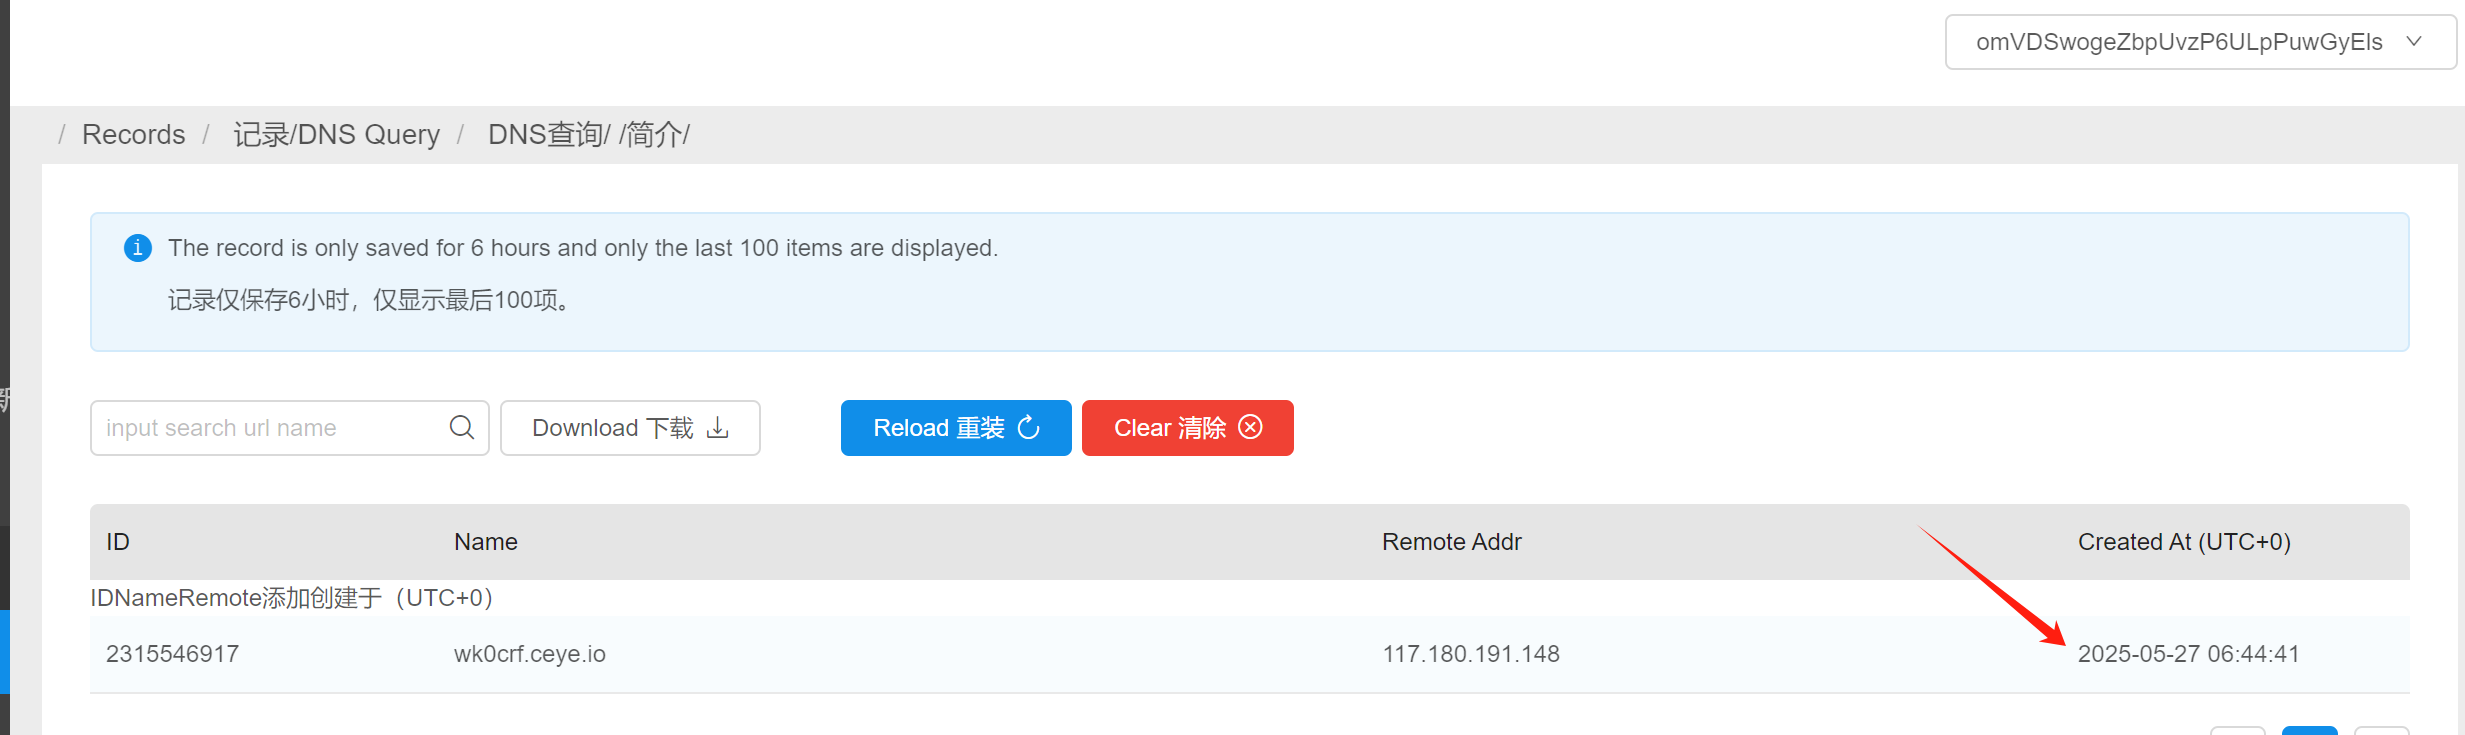 omVDSwogeZbpUvzP6ULpPuwGyEls
/ Records / 记录/DNS Query / DNS查询/ /简介/
The record is only saved for 6 hours and only the last 100 items are displayed.
记录仅保存6小时，仅显示最后100项。
新
input search url name
Download 下载
Reload 重装
Clear 清除
ID Name Remote Addr Created At (UTC+0)
IDNameRemote添加创建于（UTC+0）
2315546917 wk0crf.ceye.io 117.180.191.148 2025-05-27 06:44:41